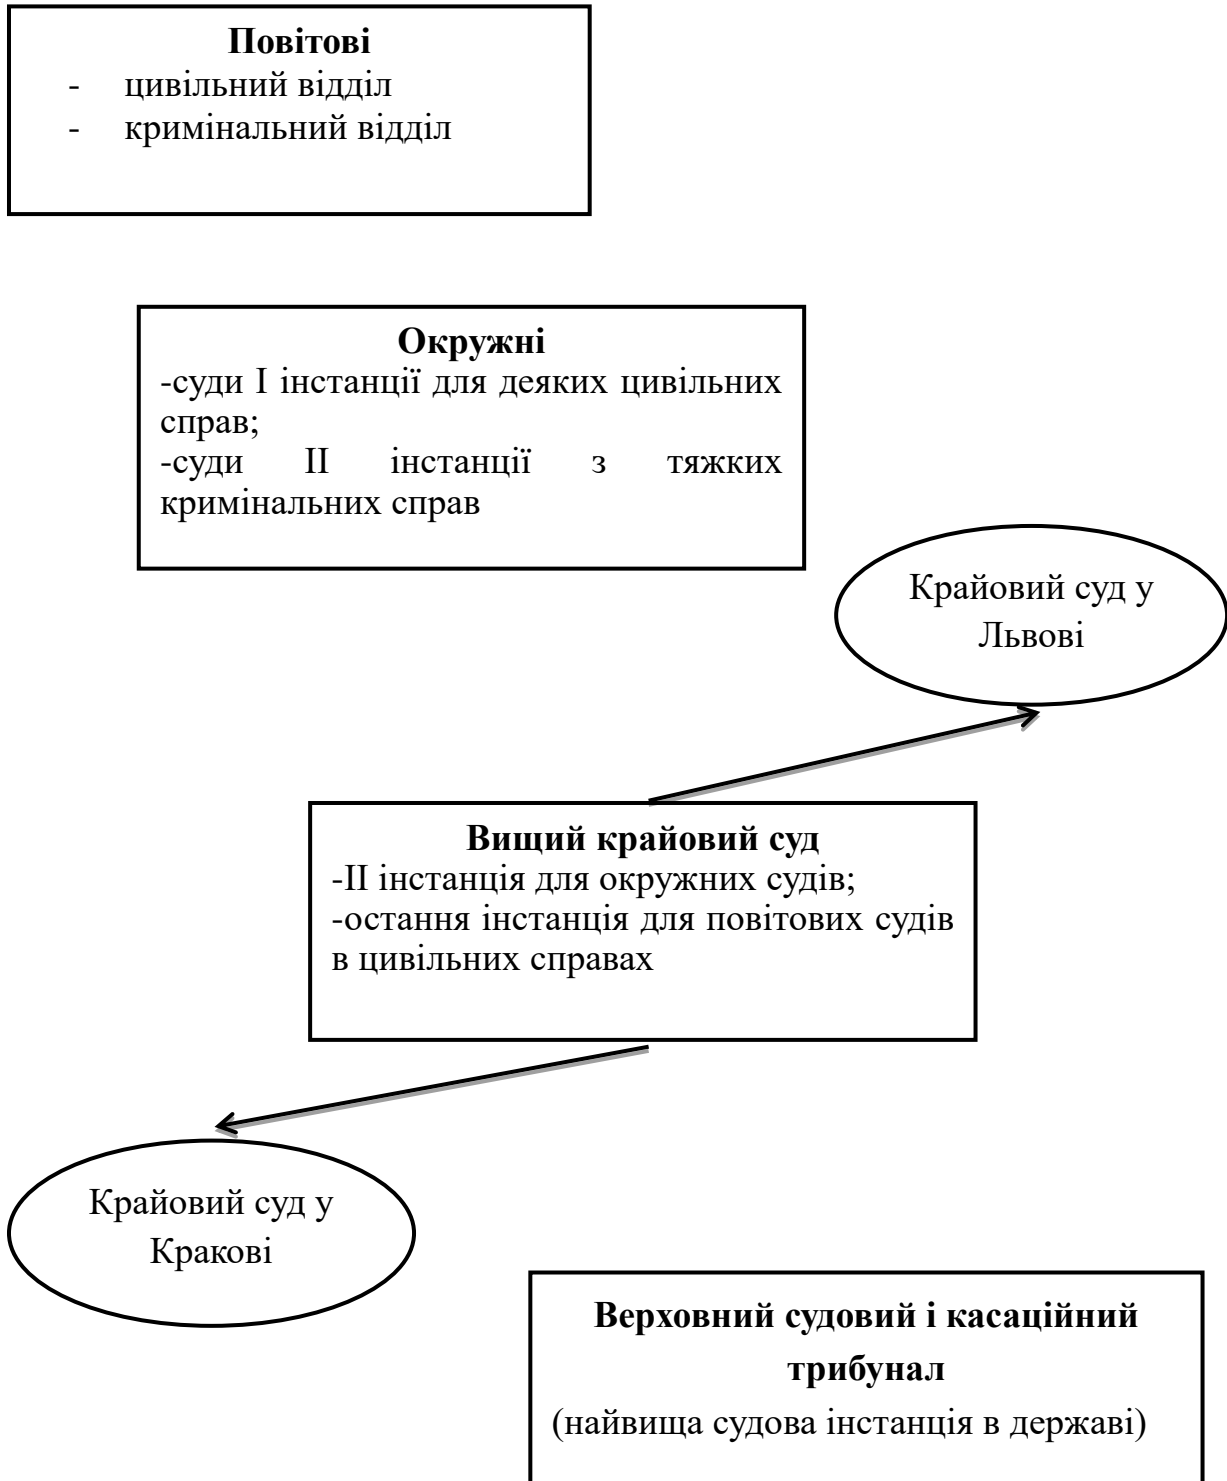 Повітові
- цивільний відділ
- кримінальний відділ
Окружні
-суди І інстанції для деяких цивільних
справ;
-суди ІІ інстанції з тяжких
кримінальних справ
Крайовий суд у
Львові
Вищий крайовий суд
-ІІ інстанція для окружних судів;
-остання інстанція для повітових судів
в цивільних справах
Крайовий суд у
Кракові
Верховний судовий і касаційний
трибунал
(найвища судова інстанція в державі)